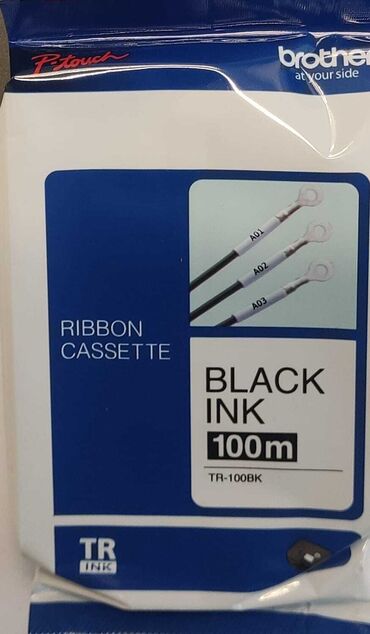 P-touch
brother
at your side
A01
A02
A03
RIBBON
CASSETTE
BLACK
INK
100m
TR-100BK
TR
INK